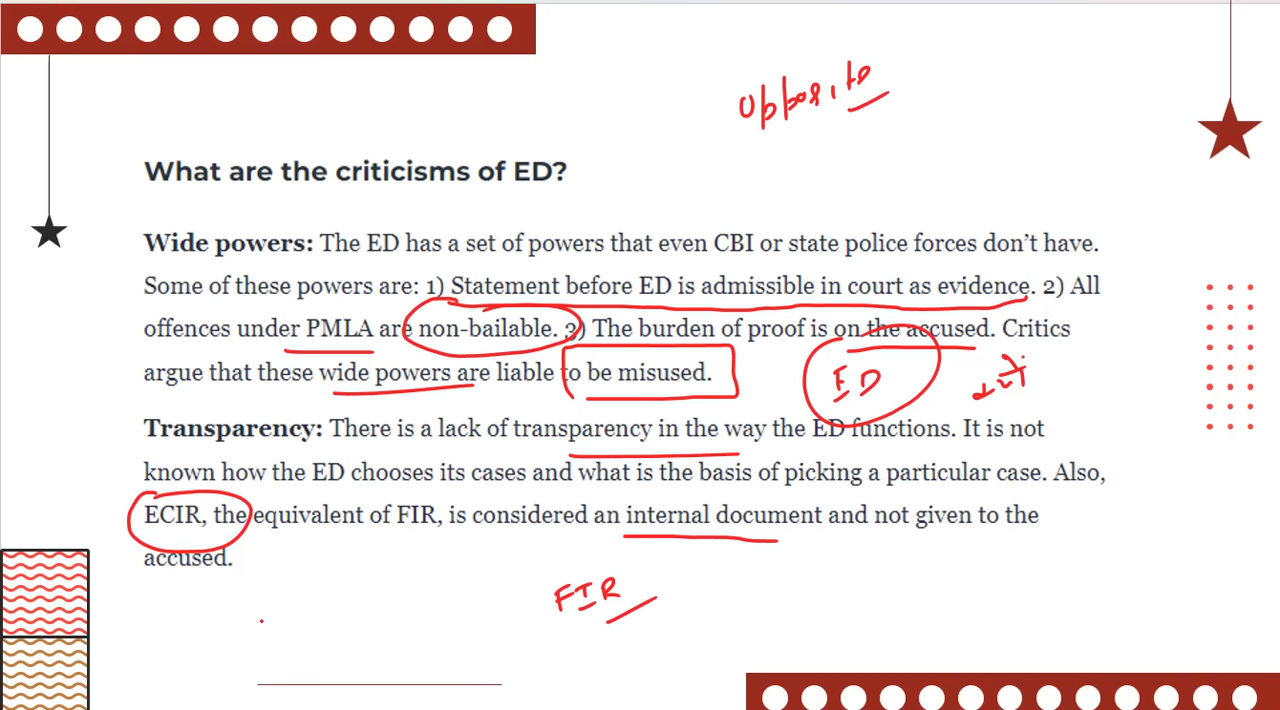 opposite
What are the criticisms of ED?
Wide powers: The ED has a set of powers that even CBI or state police forces don't have.
Some of these powers are: 1) Statement before ED is admissible in court as evidence. 2) All
offences under PMLA are non-bailable. 3) The burden of proof is on the accused. Critics
argue that these wide powers are liable to be misused.
ED
Transparency: There is a lack of transparency in the way the ED functions. It is not
known how the ED chooses its cases and what is the basis of picking a particular case. Also,
ECIR, the equivalent of FIR, is considered an internal document and not given to the
accused.
FIR